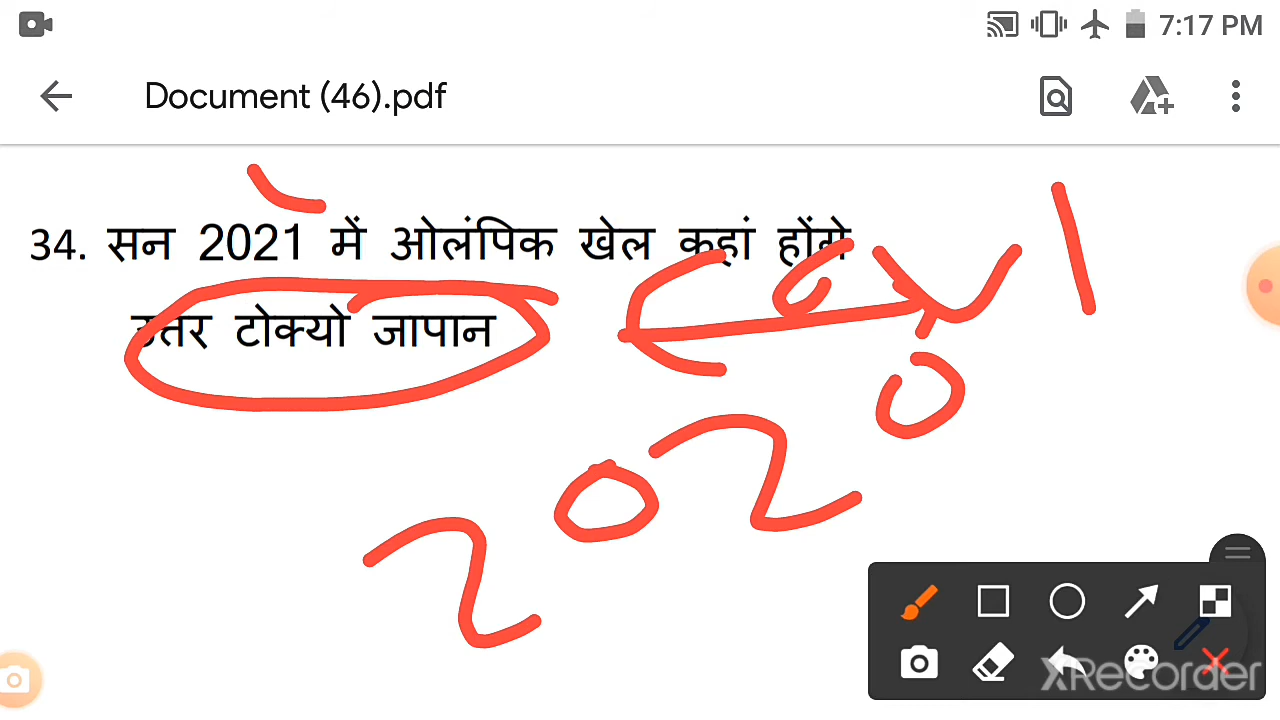 7:17 PM
Document (46).pdf
34. सन 2021 में ओलंपिक खेल कहां होंगे
उत्तर टोक्यो जापान
2020
XRecorder